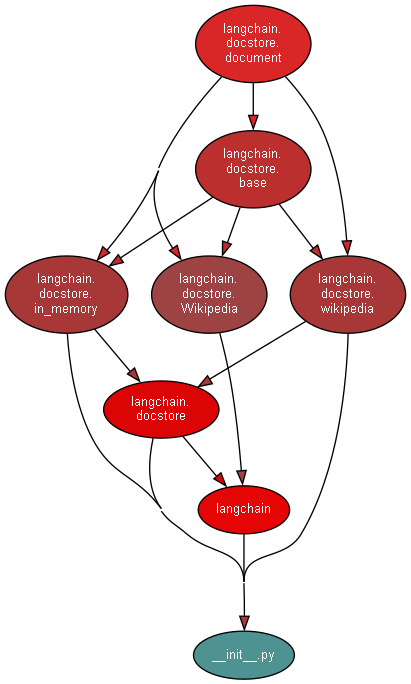 langchain.
docstore.
document
langchain.
docstore.
base
langchain.
docstore.
in_memory
langchain.
docstore.
Wikipedia
langchain.
docstore.
wikipedia
langchain.
docstore
langchain
__init__.py